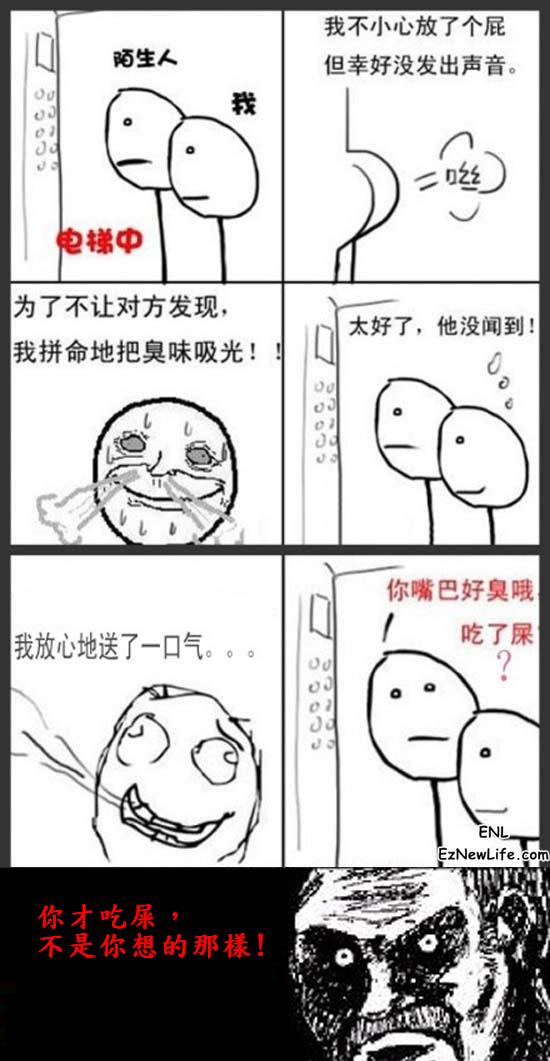 陌生人
我
电梯中
我不小心放了个屁
但幸好没发出声音。
咝
为了不让对方发现，
我拼命地把臭味吸光！！
太好了，他没闻到！
我放心地送了一口气。。。
你嘴巴好臭哦，
吃了屎
？
ENL
EzNewLife.com
你才吃屎，
不是你想的那樣！